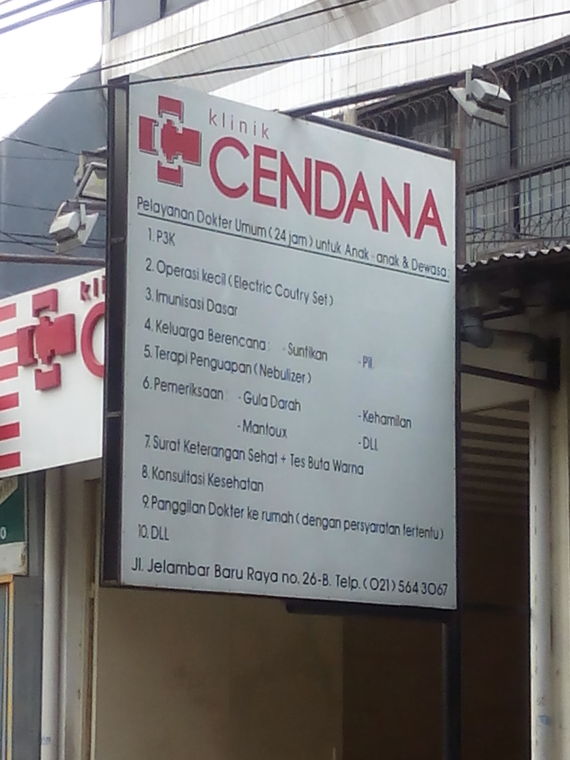 klinik
CENDANA
Pelayanan Dokter Umum ( 24 jam ) untuk Anak - anak & Dewasa :
1. P3K
2. Operasi kecil ( Electric Coutry Set )
3. Imunisasi Dasar
4. Keluarga Berencana : - Suntikan - Pil
5. Terapi Penguapan ( Nebulizer )
6. Pemeriksaan : - Gula Darah - Kehamilan
- Mantoux - DLL
7. Surat Keterangan Sehat + Tes Buta Warna
8. Konsultasi Kesehatan
9. Panggilan Dokter ke rumah ( dengan persyaratan tertentu )
10. DLL
Jl. Jelambar Baru Raya no. 26-B. Telp. ( 021 ) 564 3067